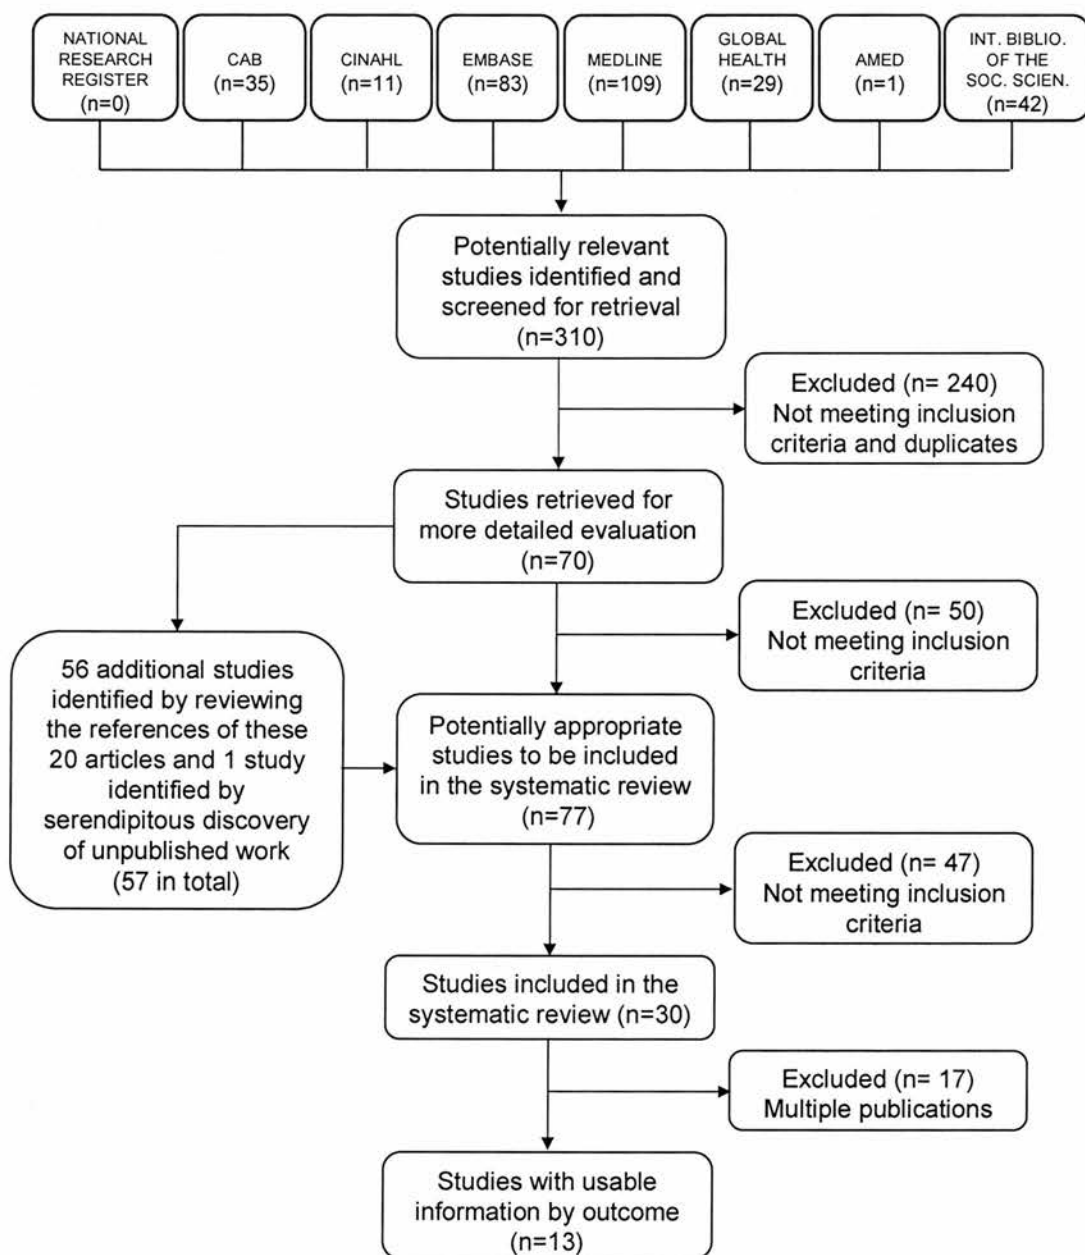 NATIONAL
RESEARCH
REGISTER
(n=0)
CAB
(n=35)
CINAHL
(n=11)
EMBASE
(n=83)
MEDLINE
(n=109)
GLOBAL
HEALTH
(n=29)
AMED
(n=1)
INT. BIBLIO.
OF THE
SOC. SCIEN.
(n=42)
Potentially relevant
studies identified and
screened for retrieval
(n=310)
Excluded (n= 240)
Not meeting inclusion
criteria and duplicates
Studies retrieved for
more detailed evaluation
(n=70)
Excluded (n= 50)
Not meeting inclusion
criteria
56 additional studies
identified by reviewing
the references of these
20 articles and 1 study
identified by
serendipitous discovery
of unpublished work
(57 in total)
Potentially appropriate
studies to be included
in the systematic review
(n=77)
Excluded (n= 47)
Not meeting inclusion
criteria
Studies included in the
systematic review (n=30)
Excluded (n= 17)
Multiple publications
Studies with usable
information by outcome
(n=13)